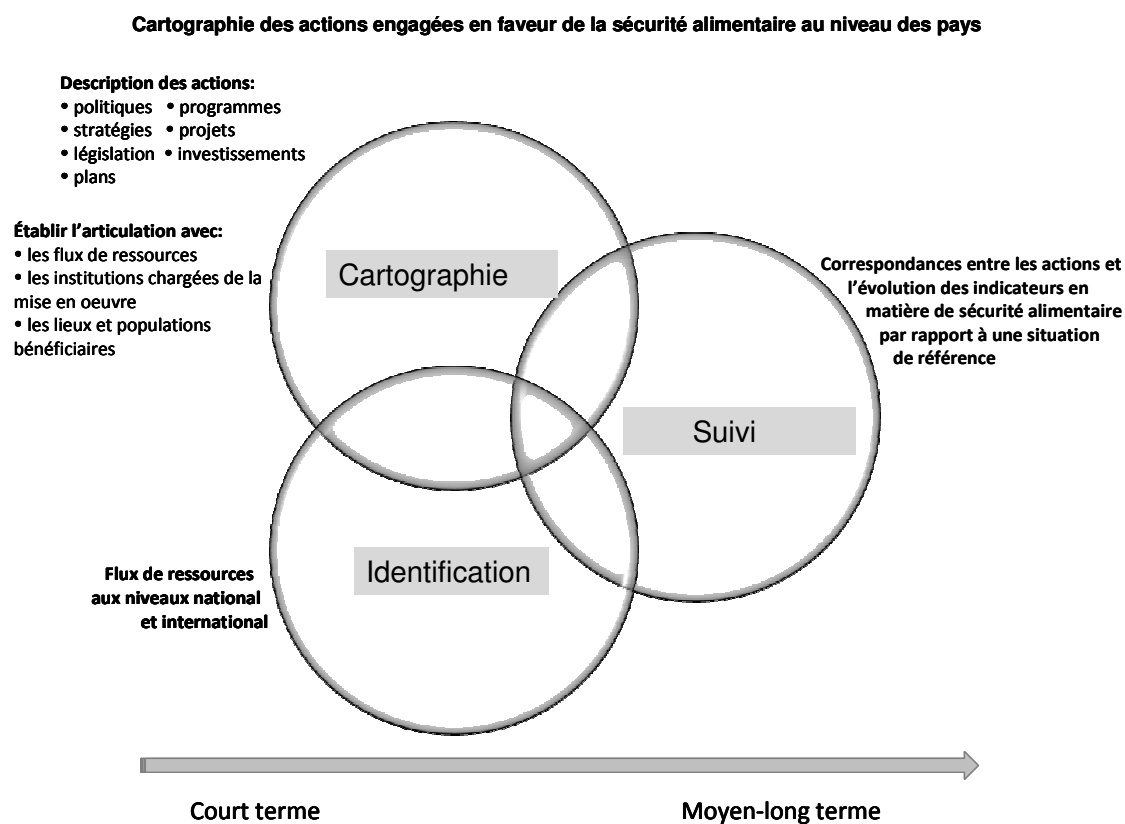 Cartographie des actions engagées en faveur de la sécurité alimentaire au niveau des pays
Description des actions:
• politiques • programmes
• stratégies • projets
• législation • investissements
• plans
Établir l'articulation avec:
• les flux de ressources
• les institutions chargées de la
mise en oeuvre
• les lieux et populations
bénéficiaires
Cartographie
Correspondances entre les actions et
l'évolution des indicateurs en
matière de sécurité alimentaire
par rapport à une situation
de référence
Suivi
Identification
Flux de ressources
aux niveaux national
et international
Court terme
Moyen-long terme